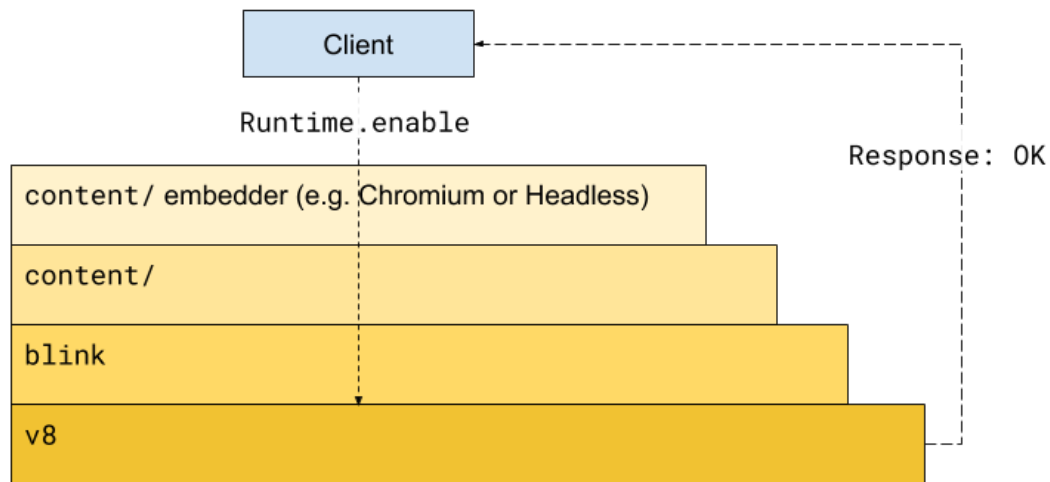 Client
Runtime.enable
Response: OK
content/ embedder (e.g. Chromium or Headless)
content/
blink
v8